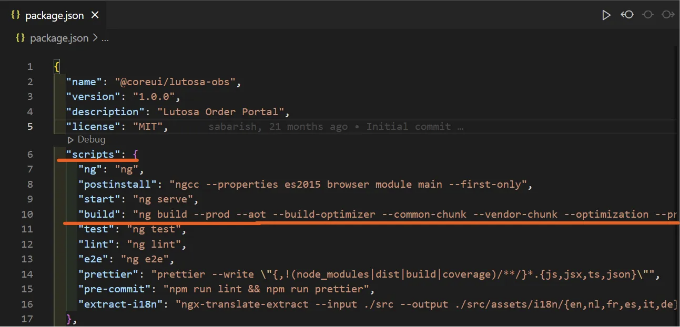 package.json
package.json > ...
1 {
2 "name": "@coreui/lutosa-obs",
3 "version": "1.0.0",
4 "description": "Lutosa Order Portal",
5 "license": "MIT", sabarish, 21 months ago • Initial commit …
Debug
6 "scripts": {
7 "ng": "ng",
8 "postinstall": "ngcc --properties es2015 browser module main --first-only",
9 "start": "ng serve",
10 "build": "ng build --prod --aot --build-optimizer --common-chunk --vendor-chunk --optimization --pr
11 "test": "ng test",
12 "lint": "ng lint",
13 "e2e": "ng e2e",
14 "prettier": "prettier --write \"{,!(node_modules|dist|build|coverage)/**/}*.{js,jsx,ts,json}\"",
15 "pre-commit": "npm run lint && npm run prettier",
16 "extract-i18n": "ngx-translate-extract --input ./src --output ./src/assets/i18n/{en,nl,fr,es,it,de}
17 },